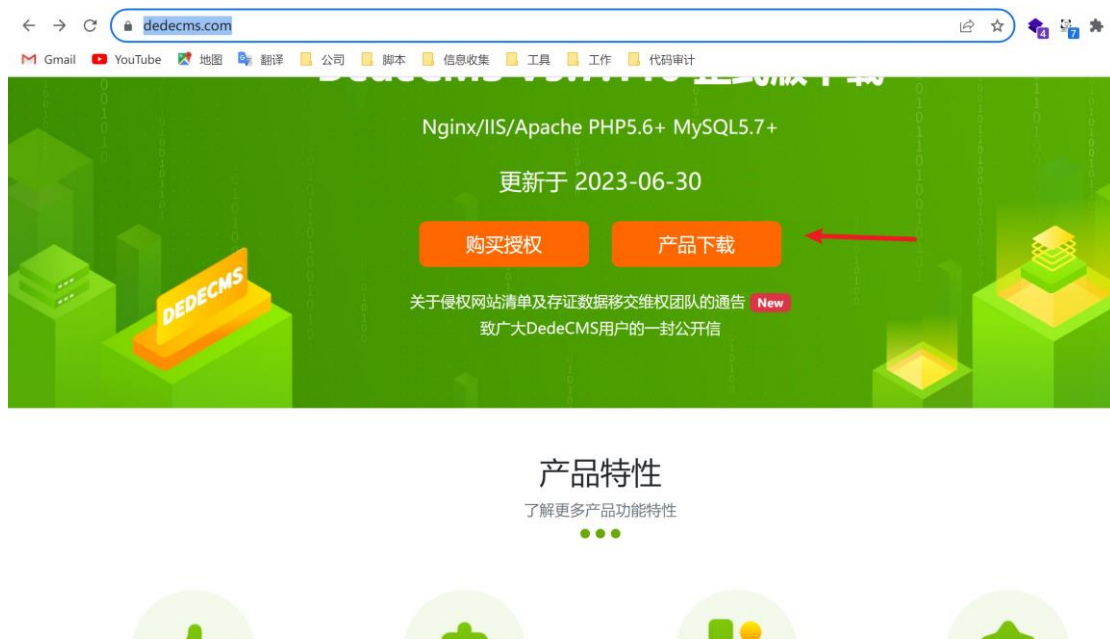 dedecms.com
Gmail YouTube 地图 翻译 公司 脚本 信息收集 工具 工作 代码审计
4
7
Nginx/IIS/Apache PHP5.6+ MySQL5.7+
更新于 2023-06-30
购买授权 产品下载
DEDECMS
关于侵权网站清单及存证数据移交维权团队的通告 New
致广大DedeCMS用户的一封公开信
产品特性
了解更多产品功能特性